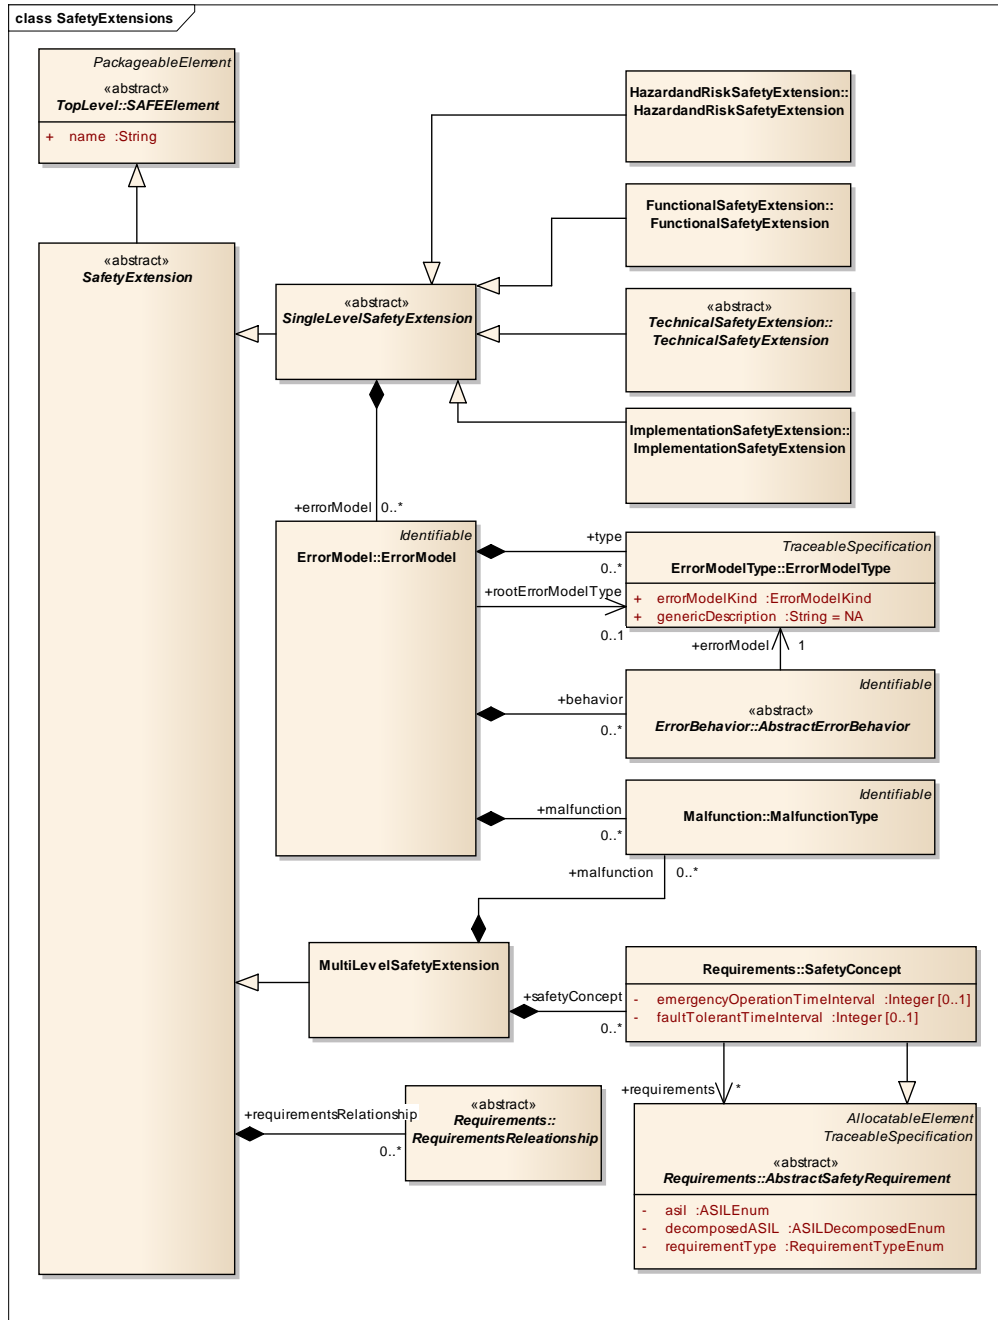 class SafetyExtensions
PackageableElement
«abstract»
TopLevel::SAFEElement
+ name :String
HazardandRiskSafetyExtension::
HazardandRiskSafetyExtension
FunctionalSafetyExtension::
FunctionalSafetyExtension
«abstract»
SafetyExtension
«abstract»
SingleLevelSafetyExtension
«abstract»
TechnicalSafetyExtension::
TechnicalSafetyExtension
ImplementationSafetyExtension::
ImplementationSafetyExtension
+errorModel 0..*
Identifiable
ErrorModel::ErrorModel
+type
0..*
TraceableSpecification
ErrorModelType::ErrorModelType
+ errorModelKind :ErrorModelKind
+ genericDescription :String = NA
+rootErrorModelType
0..1
+errorModel 1
Identifiable
«abstract»
ErrorBehavior::AbstractErrorBehavior
+behavior
0..*
Identifiable
Malfunction::MalfunctionType
+malfunction
0..*
+malfunction 0..*
MultiLevelSafetyExtension
+safetyConcept
0..*
Requirements::SafetyConcept
- emergencyOperationTimeInterval :Integer [0..1]
- faultTolerantTimeInterval :Integer [0..1]
+requirements *
+requirementsRelationship
0..*
«abstract»
Requirements::
RequirementsReleationship
AllocatableElement
TraceableSpecification
«abstract»
Requirements::AbstractSafetyRequirement
- asil :ASILEnum
- decomposedASIL :ASILDecomposedEnum
- requirementType :RequirementTypeEnum